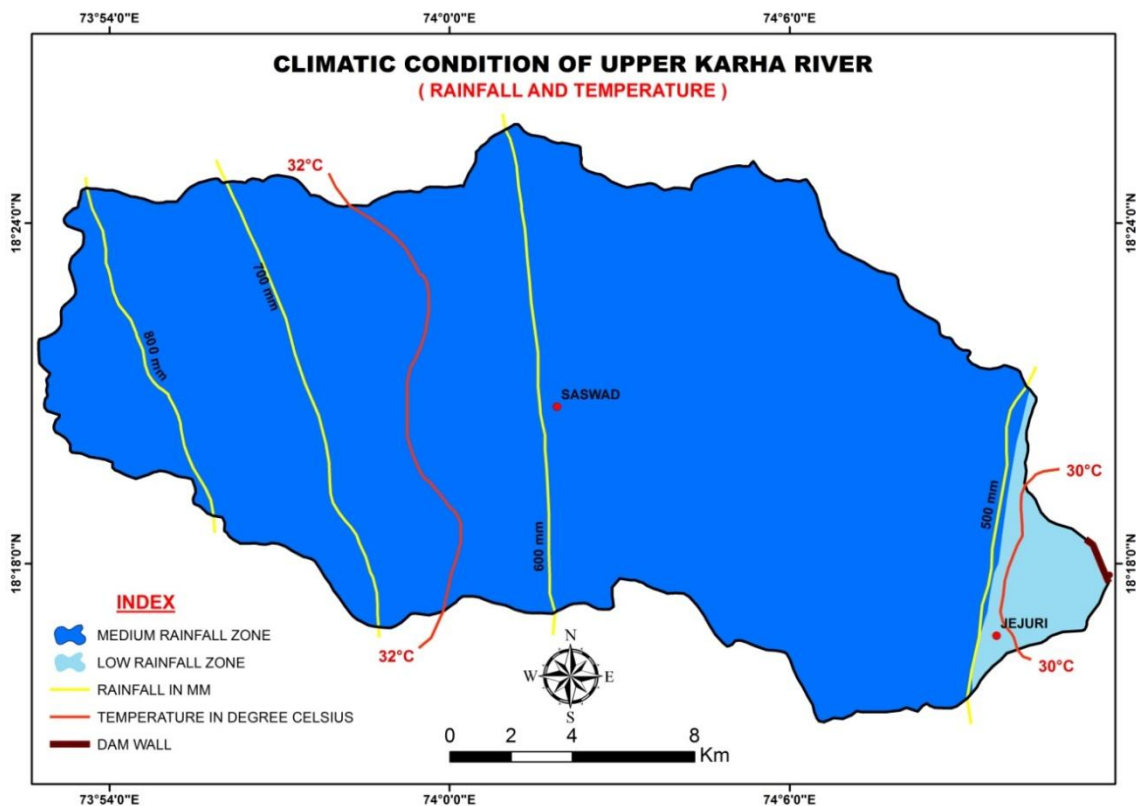 73°54'0"E 74°0'0"E 74°6'0"E
CLIMATIC CONDITION OF UPPER KARHA RIVER
( RAINFALL AND TEMPERATURE )
32°C
18°24'0"N 18°24'0"N
700 mm
800 mm
SASWAD
30°C
500 mm
600 mm
18°18'0"N 18°18'0"N
JEJURI
32°C
30°C
INDEX
MEDIUM RAINFALL ZONE
LOW RAINFALL ZONE
RAINFALL IN MM
TEMPERATURE IN DEGREE CELSIUS
DAM WALL
N
W E
S
0 2 4 8
Km
73°54'0"E 74°0'0"E 74°6'0"E